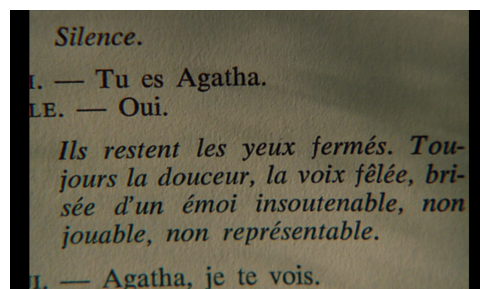 Silence.
I. — Tu es Agatha.
LE. — Oui.
Ils restent les yeux fermés. Tou-
jours la douceur, la voix fêlée, bri-
sée d'un émoi insoutenable, non
jouable, non représentable.
— Agatha, je te vois.